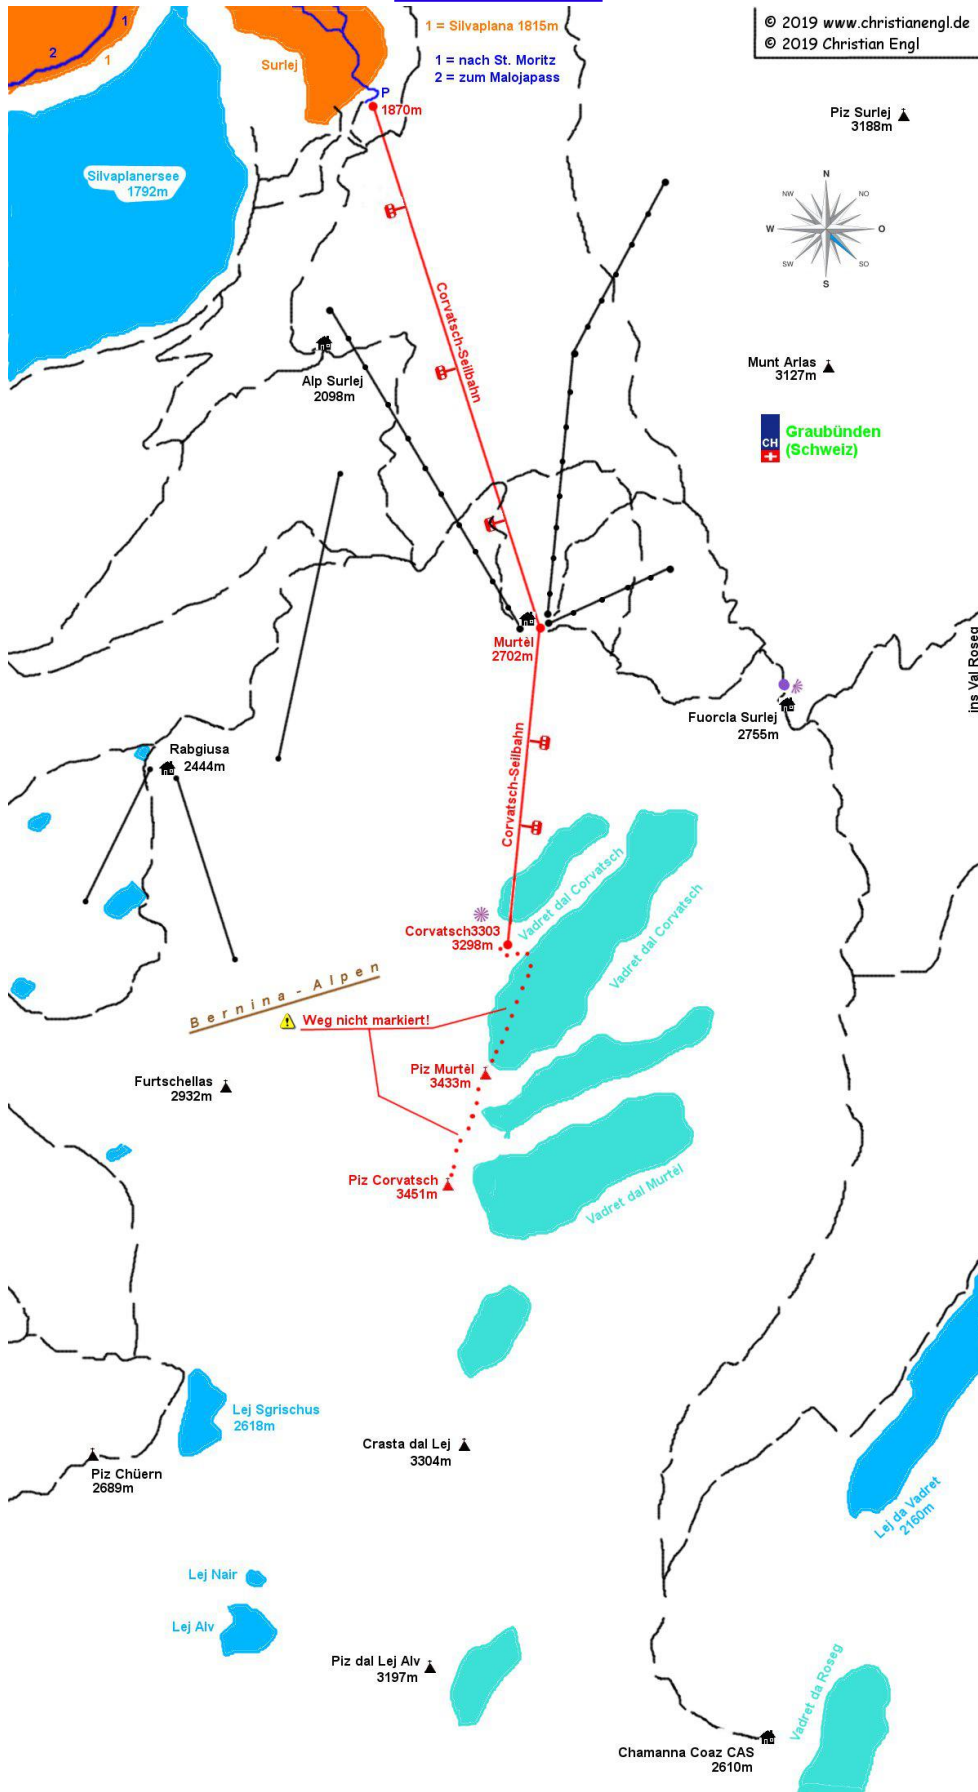 © 2019 www.christianengl.de
© 2019 Christian Engl
1
2
1
Surlej
1 = Silvaplana 1815m
1 = nach St. Moritz
2 = zum Malojapass
P
1870m
Piz Surlej
3188m
Silvaplanersee
1792m
N
NW
NO
W
O
SW
SO
S
Corvatsch-Seilbahn
Alp Surlej
2098m
Munt Arlas
3127m
CH
Graubünden
(Schweiz)
Murtèl
2702m
ins Val Roseg
Fuorcla Surlej
2755m
Rabgiusa
2444m
Corvatsch-Seilbahn
Vadret dal Corvatsch
Vadret dal Corvatsch
Corvatsch3303
3298m
Bernina-Alpen
Weg nicht markiert!
Piz Murtèl
3433m
Furtschellas
2932m
Piz Corvatsch
3451m
Vadret dal Murtèl
Lej Sgrischus
2618m
Crasta dal Lej
3304m
Piz Chüern
2689m
Lej da Vadret
2160m
Lej Nair
Lej Alv
Piz dal Lej Alv
3197m
Vadret da Roseg
Chamanna Coaz CAS
2610m